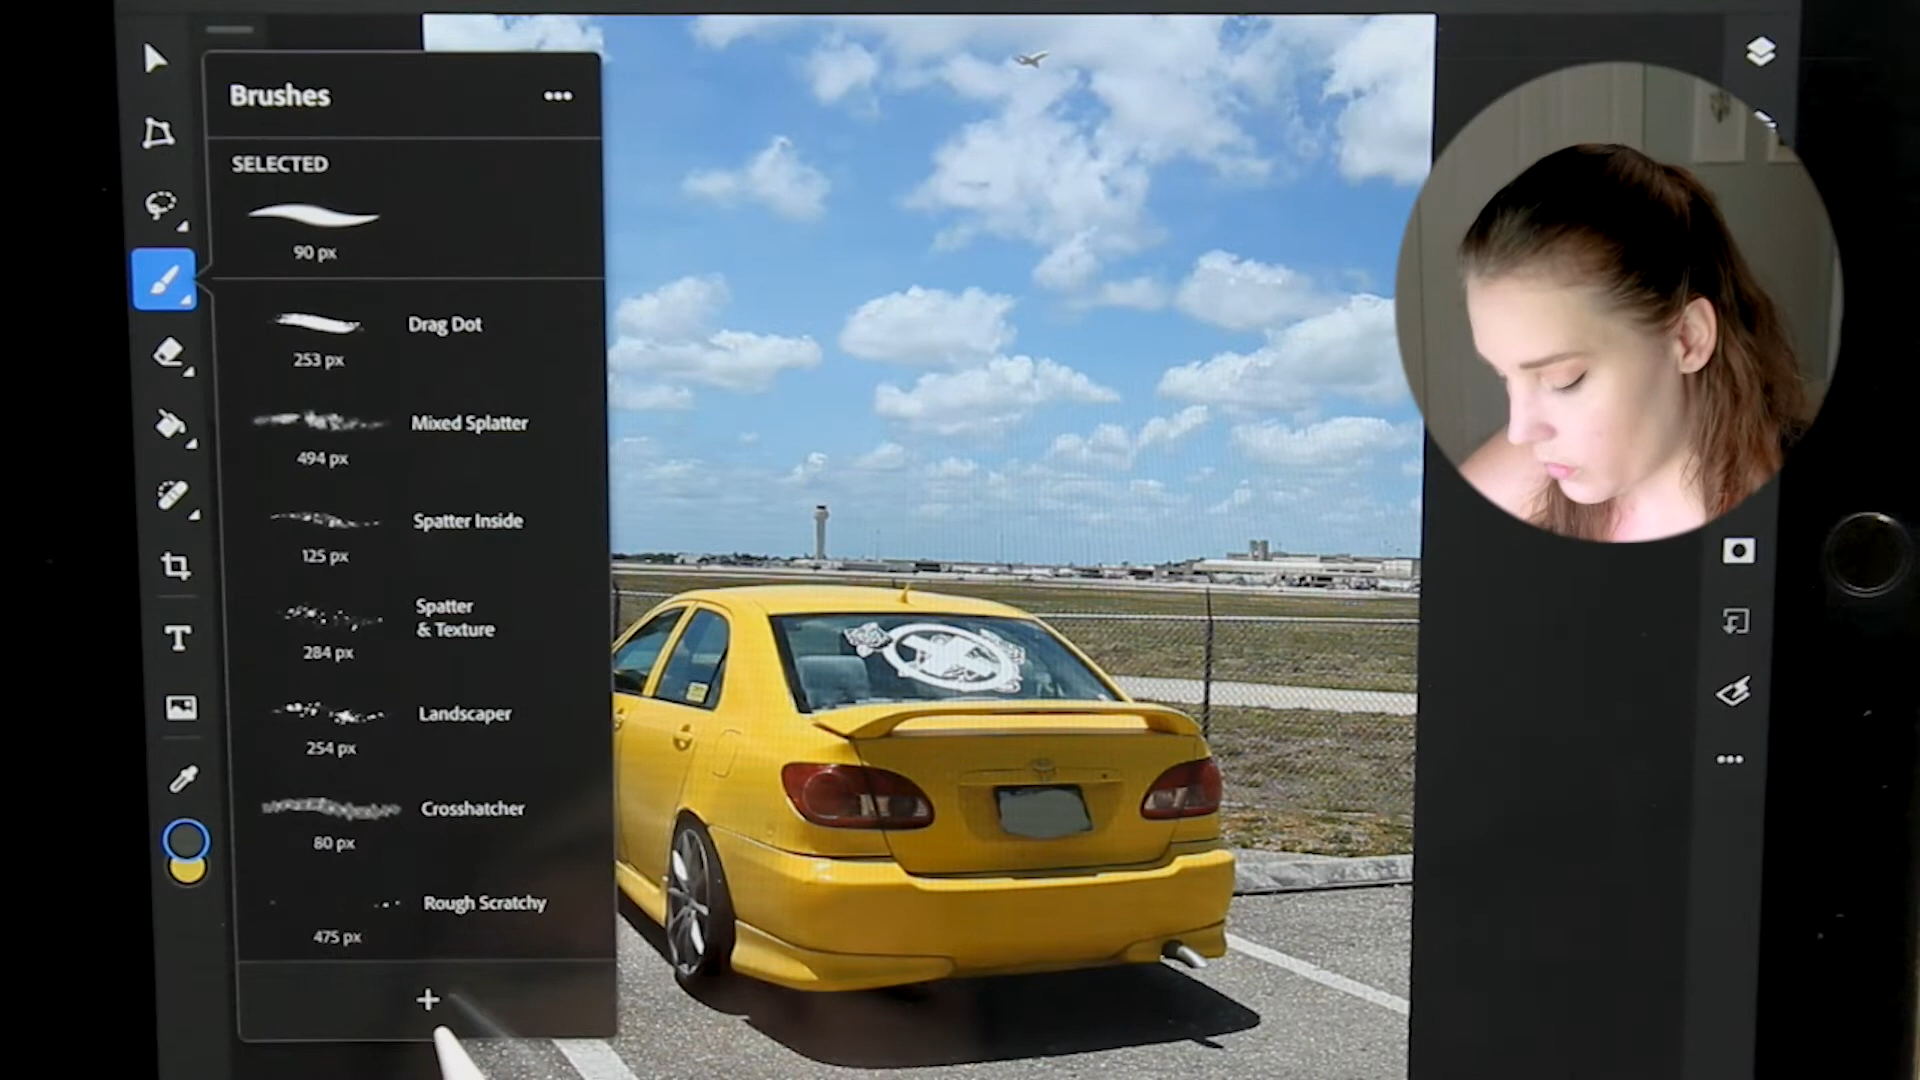 Brushes
SELECTED
90 px
Drag Dot
253 px
Mixed Splatter
494 px
Spatter Inside
125 px
Spatter
& Texture
284 px
Landscaper
254 px
Crosshatcher
80 px
Rough Scratchy
475 px